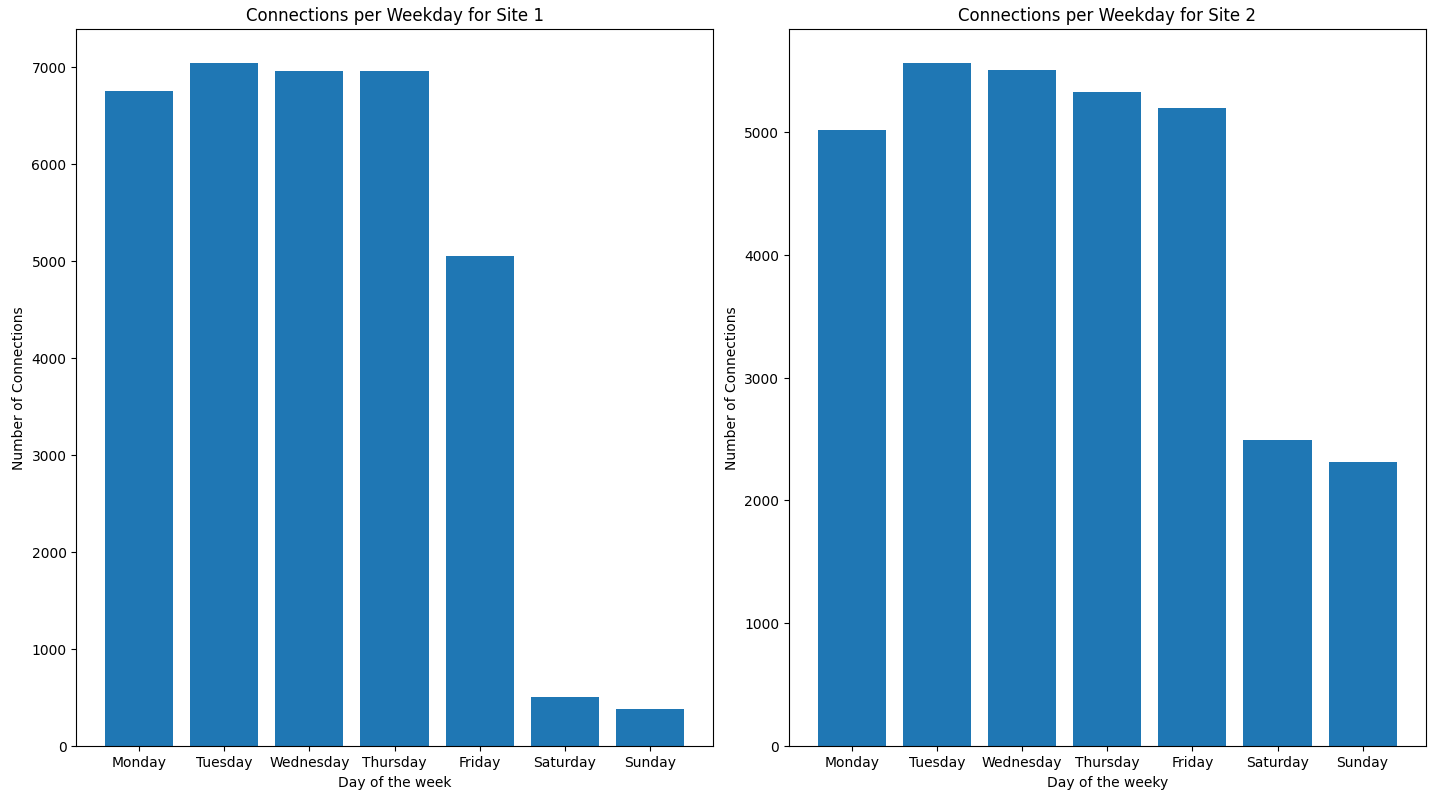 Connections per Weekday for Site 1
Number of Connections
7000
6000
5000
4000
3000
2000
1000
0
Monday Tuesday Wednesday Thursday Friday Saturday Sunday
Day of the week
Connections per Weekday for Site 2
Number of Connections
5000
4000
3000
2000
1000
0
Monday Tuesday Wednesday Thursday Friday Saturday Sunday
Day of the weeky